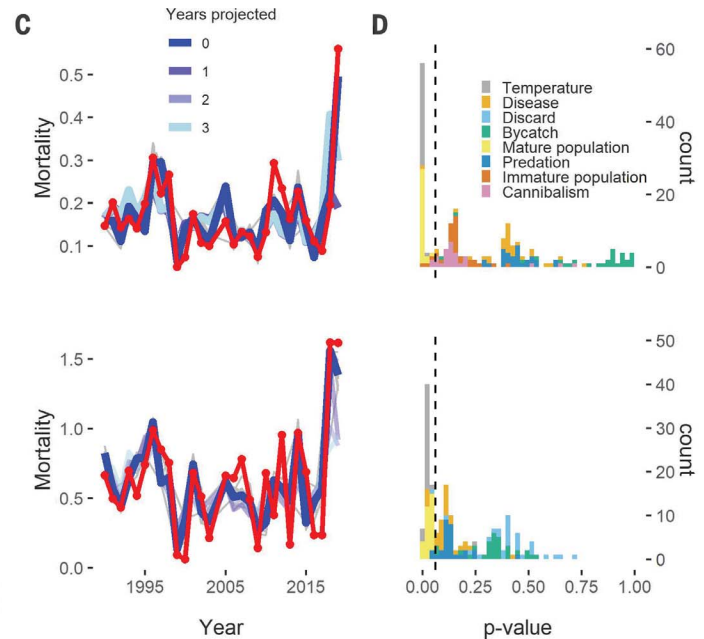 C
Years projected
0
1
2
3
Mortality
0.5
0.4
0.3
0.2
0.1
Mortality
1.5
1.0
0.5
0.0
1995
2005
2015
Year
D
Temperature
Disease
Discard
Bycatch
Mature population
Predation
Immature population
Cannibalism
60
40
20
0
count
50
40
30
20
10
0
count
0.00
0.25
0.50
0.75
1.00
p-value